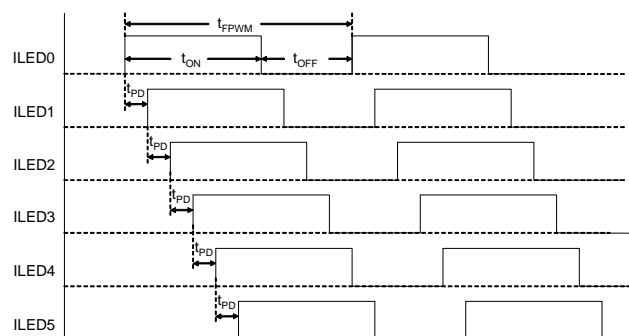 tFPWM
ILED0
tON
tOFF
tPD
ILED1
tPD
ILED2
tPD
ILED3
tPD
ILED4
tPD
ILED5